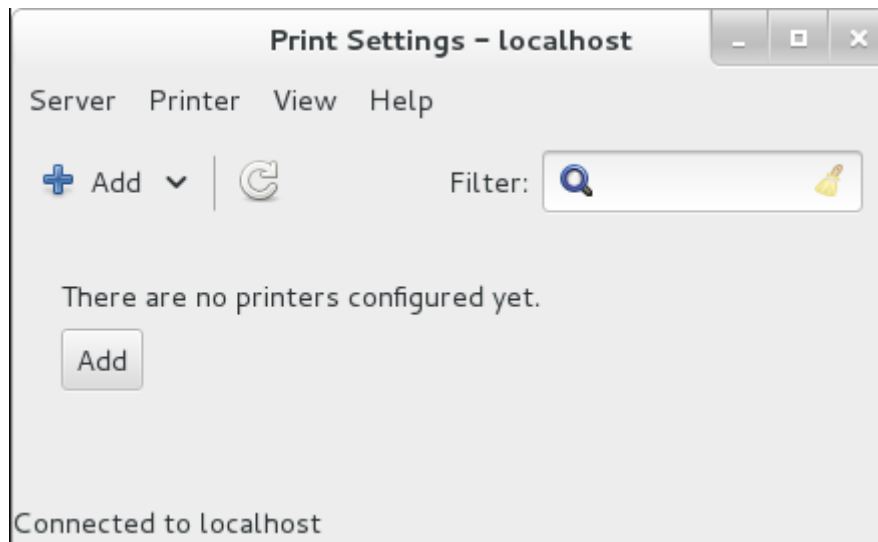 Print Settings - localhost
Server Printer View Help
Add Filter:
There are no printers configured yet.
Add
Connected to localhost